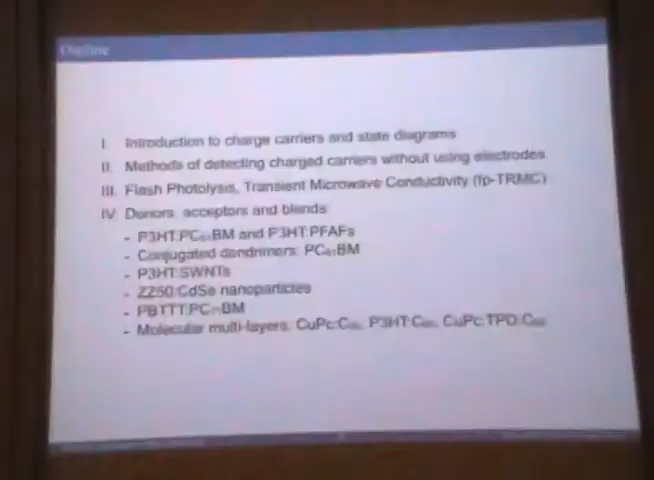 Outline
I. Introduction to charge carriers and state diagrams
II. Methods of detecting charged carriers without using electrodes
III. Flash Photolysis, Transient Microwave Conductivity (fp-TRMC)
IV. Donors, acceptors and blends
- P3HT:PC₆₁BM and P3HT:PFAFs
- Conjugated dendrimers: PC₆₁BM
- P3HT:SWNTs
- ZZ50:CdSe nanoparticles
- PBTTT:PC₇₁BM
- Molecular multi-layers: CuPc:C₆₀, P3HT:C₆₀, CuPc:TPD:C₆₀